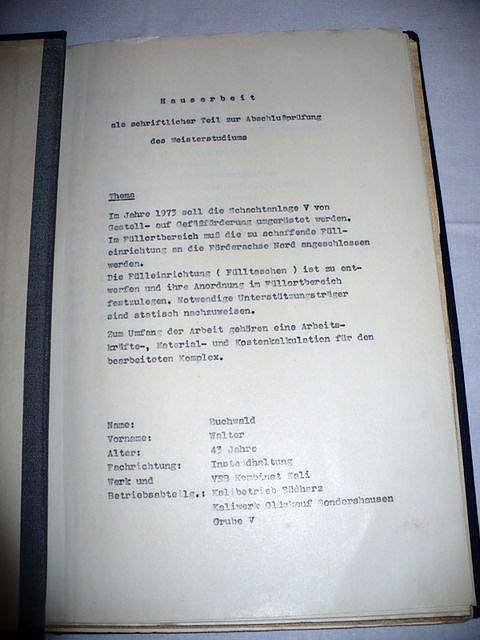 Hausarbeit
als schriftlicher Teil zur Abschlußprüfung
des Meisterstudiums
Thema
Im Jahre 1973 soll die Schachtanlage V von
Gestell- auf Gefäßförderung umgerüstet werden.
Im Füllortbereich muß die zu schaffende Füll-
einrichtung an die Förderachse Nord angeschlossen
werden.
Die Fülleinrichtung ( Fülltaschen ) ist zu ent-
werfen und ihre Anordnung im Füllortbereich
festzulegen. Notwendige Unterstützungsträger
sind statisch nachzuweisen.
Zum Umfang der Arbeit gehören eine Arbeits-
kräfte-, Material- und Kostenkalkulation für den
bearbeiteten Komplex.
Name: Buchwald
Vorname: Walter
Alter: 43 Jahre
Fachrichtung: Instandhaltung
Werk und VEB Kombinat Kali
Betriebsabteilg.: Kalibetrieb Südharz
Kaliwerk Glückauf Sondershausen
Grube V